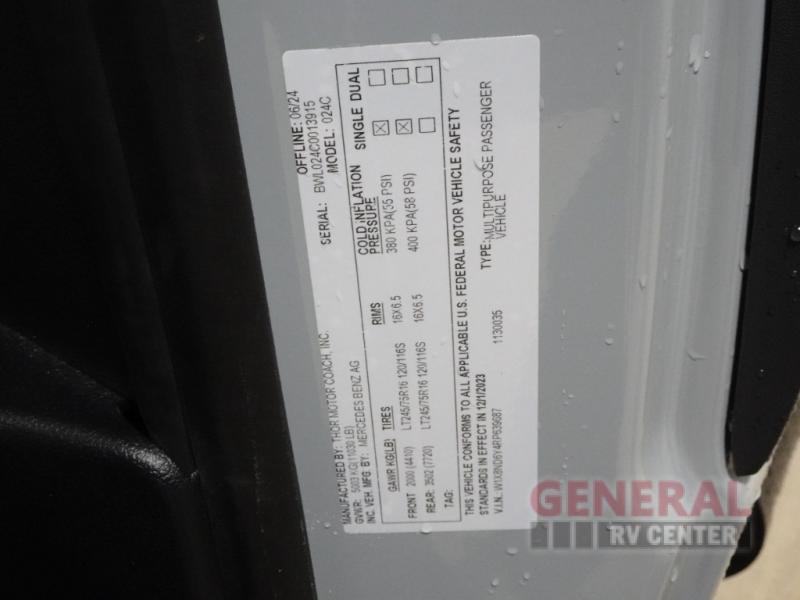 MANUFACTURED BY: THOR MOTOR COACH, INC. OFFLINE: 06/24
GVWR: 5003 KG(11030 LB) SERIAL: BWL024C0013915
INC. VEH. MFG BY: MERCEDES BENZ AG MODEL: 024C
GAWR KG(LB) TIRES RIMS COLD INFLATION PRESSURE SINGLE DUAL
FRONT 2000 (4410) LT245/75R16 120/116S 16X6.5 380 KPA(55 PSI)
REAR: 3502 (7720) LT245/75R16 120/116S 16X6.5 400 KPA(58 PSI)
TAG:
THIS VEHICLE CONFORMS TO ALL APPLICABLE U.S. FEDERAL MOTOR VEHICLE SAFETY
STANDARDS IN EFFECT IN 12/1/2023
V.I.N.: W1X8ND6Y4RP639687 1130035 TYPE:MULTIPURPOSE PASSENGER
VEHICLE
GENERAL
RV CENTER